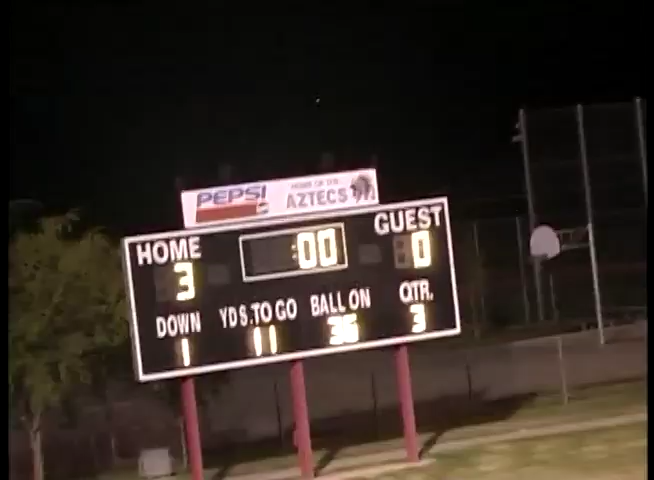 PEPSI
HOME OF THE
AZTECS
HOME :00 GUEST
3 0
DOWN YDS.TO GO BALL ON QTR.
1 11 36 3